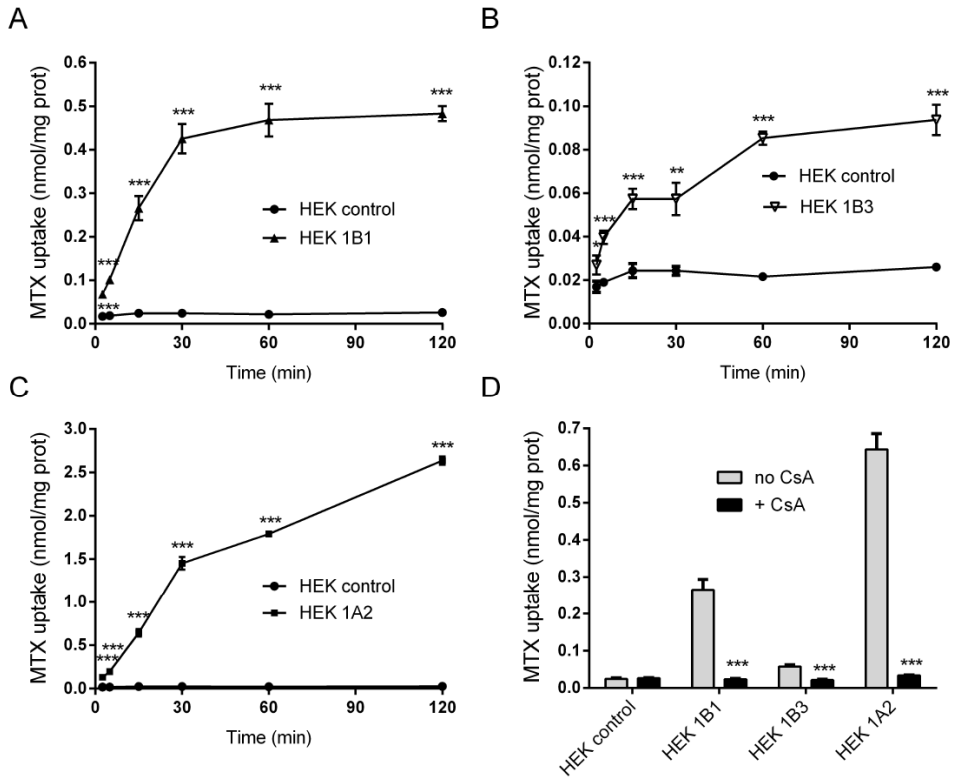 A
MTX uptake (nmol/mg prot)
0.6
0.5
0.4
0.3
0.2
0.1
0.0
***
***
***
***
***
***
***
HEK control
HEK 1B1
0 30 60 90 120
Time (min)
B
MTX uptake (nmol/mg prot)
0.12
0.10
0.08
0.06
0.04
0.02
0.00
*
***
***
**
***
***
HEK control
HEK 1B3
0 30 60 90 120
Time (min)
C
MTX uptake (nmol/mg prot)
3.0
2.5
2.0
1.5
1.0
0.5
0.0
***
***
***
***
***
***
HEK control
HEK 1A2
0 30 60 90 120
Time (min)
D
MTX uptake (nmol/mg prot)
0.7
0.6
0.5
0.4
0.3
0.2
0.1
0.0
no CsA
+ CsA
***
***
***
HEK control
HEK 1B1
HEK 1B3
HEK 1A2